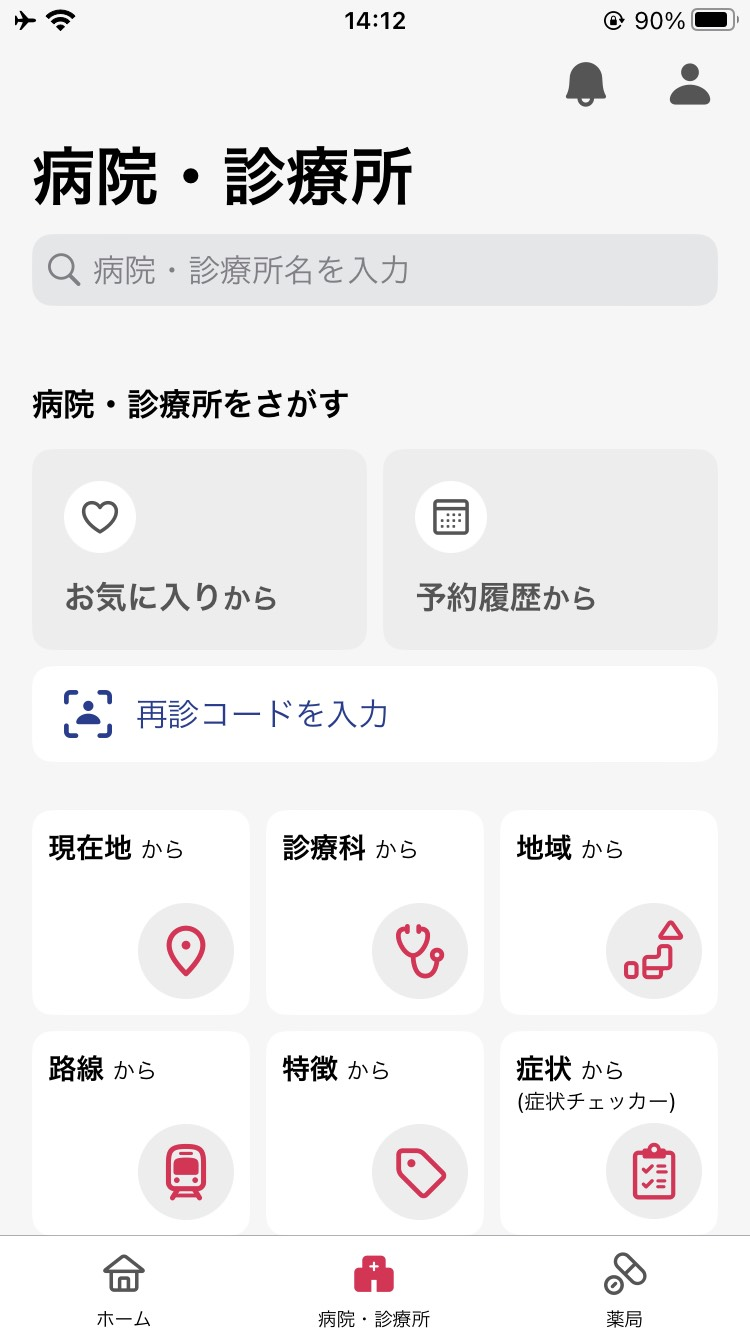 14:12
90%
病院・診療所
病院・診療所名を入力
病院・診療所をさがす
お気に入りから
予約履歴から
再診コードを入力
現在地 から
診療科 から
地域 から
路線 から
特徴 から
症状 から
(症状チェッカー)
ホーム
病院・診療所
薬局